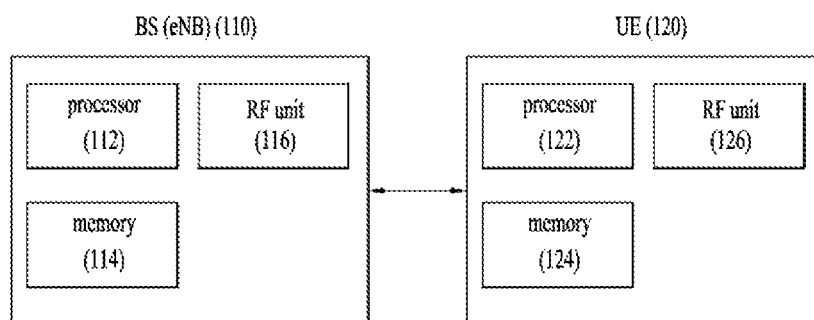 BS (eNB) (110)
UE (120)
processor
(112)
RF unit
(116)
processor
(122)
RF unit
(126)
memory
(114)
memory
(124)